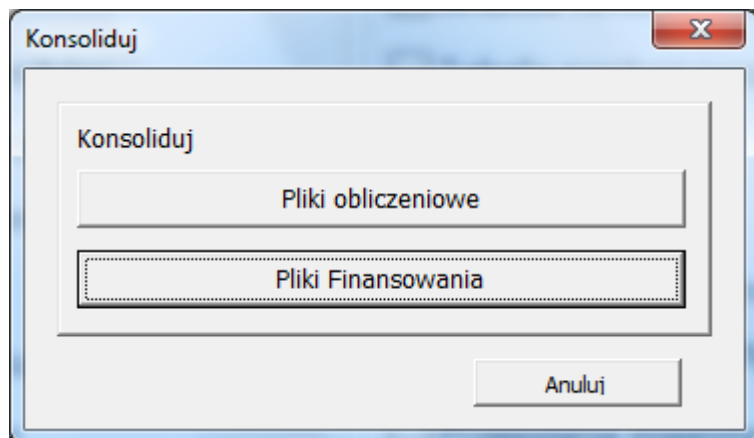 Konsoliduj
Konsoliduj
Pliki obliczeniowe
Pliki Finansowania
Anuluj